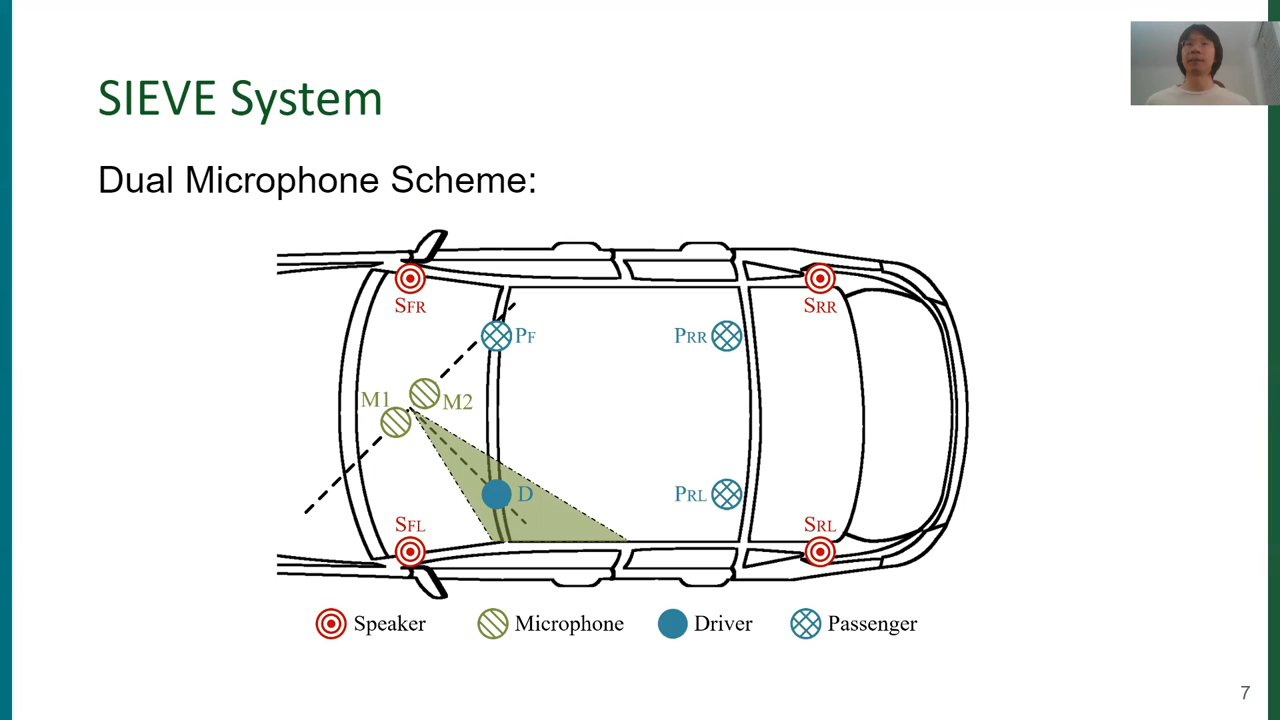 SIEVE System
Dual Microphone Scheme:
SFR
SRR
PF
PRR
M1
M2
D
PRL
SFL
SRL
Speaker
Microphone
Driver
Passenger
7